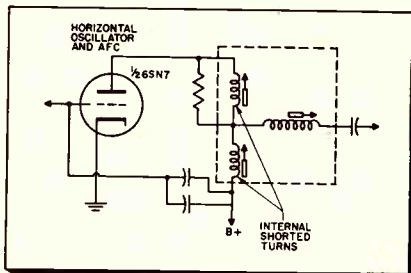 HORIZONTAL
OSCILLATOR
AND AFC
½6SN7
B+
INTERNAL
SHORTED
TURNS